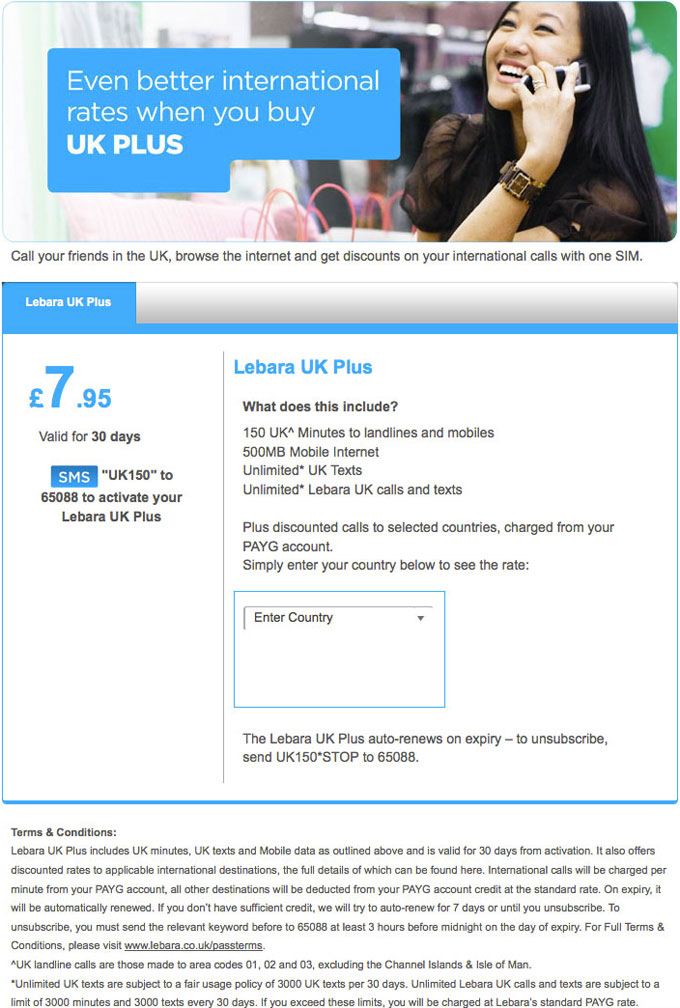 Even better international
rates when you buy
UK PLUS
Call your friends in the UK, browse the internet and get discounts on your international calls with one SIM.
Lebara UK Plus
£7.95
Valid for 30 days
SMS "UK150" to
65088 to activate your
Lebara UK Plus
Lebara UK Plus
What does this include?
150 UK^ Minutes to landlines and mobiles
500MB Mobile Internet
Unlimited* UK Texts
Unlimited* Lebara UK calls and texts
Plus discounted calls to selected countries, charged from your
PAYG account.
Simply enter your country below to see the rate:
Enter Country
The Lebara UK Plus auto-renews on expiry – to unsubscribe,
send UK150*STOP to 65088.
Terms & Conditions:
Lebara UK Plus includes UK minutes, UK texts and Mobile data as outlined above and is valid for 30 days from activation. It also offers
discounted rates to applicable international destinations, the full details of which can be found here. International calls will be charged per
minute from your PAYG account, all other destinations will be deducted from your PAYG account credit at the standard rate. On expiry, it
will be automatically renewed. If you don't have sufficient credit, we will try to auto-renew for 7 days or until you unsubscribe. To
unsubscribe, you must send the relevant keyword before to 65088 at least 3 hours before midnight on the day of expiry. For Full Terms &
Conditions, please visit www.lebara.co.uk/passterms.
^UK landline calls are those made to area codes 01, 02 and 03, excluding the Channel Islands & Isle of Man.
*Unlimited UK texts are subject to a fair usage policy of 3000 UK texts per 30 days. Unlimited Lebara UK calls and texts are subject to a
limit of 3000 minutes and 3000 texts every 30 days. If you exceed these limits, you will be charged at Lebara's standard PAYG rate.